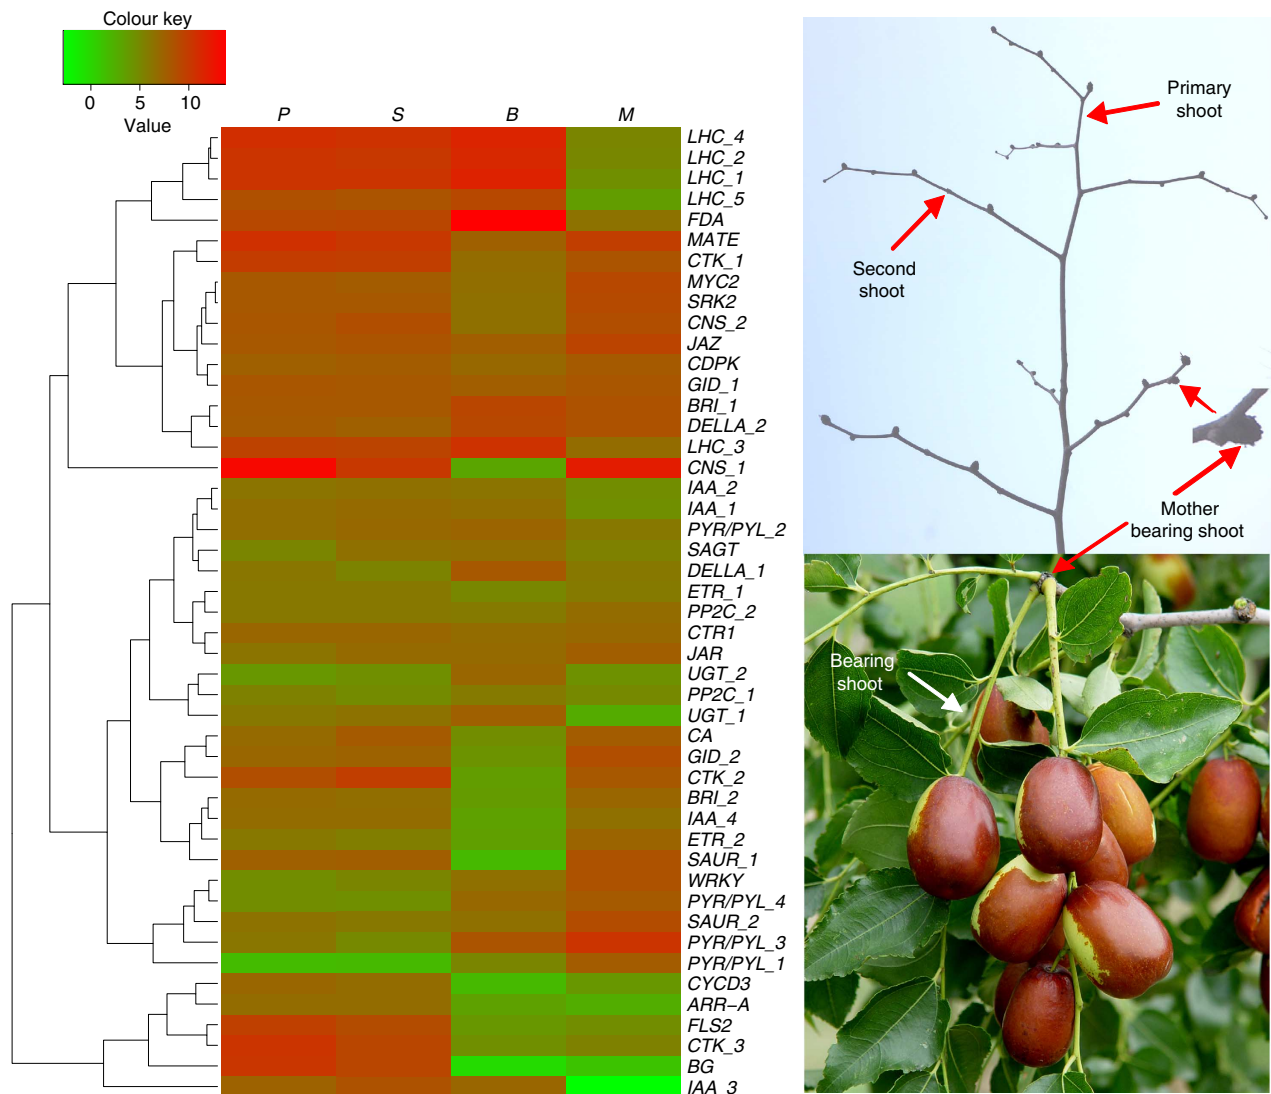 Colour key
0 5 10
Value
P S B M
LHC_4
LHC_2
LHC_1
LHC_5
FDA
MATE
CTK_1
MYC2
SRK2
CNS_2
JAZ
CDPK
GID_1
BRI_1
DELLA_2
LHC_3
CNS_1
IAA_2
IAA_1
PYR/PYL_2
SAGT
DELLA_1
ETR_1
PP2C_2
CTR1
JAR
UGT_2
PP2C_1
UGT_1
CA
GID_2
CTK_2
BRI_2
IAA_4
ETR_2
SAUR_1
WRKY
PYR/PYL_4
SAUR_2
PYR/PYL_3
PYR/PYL_1
CYCD3
ARR−A
FLS2
CTK_3
BG
IAA_3
Primary
shoot
Second
shoot
Mother
bearing shoot
Bearing
shoot